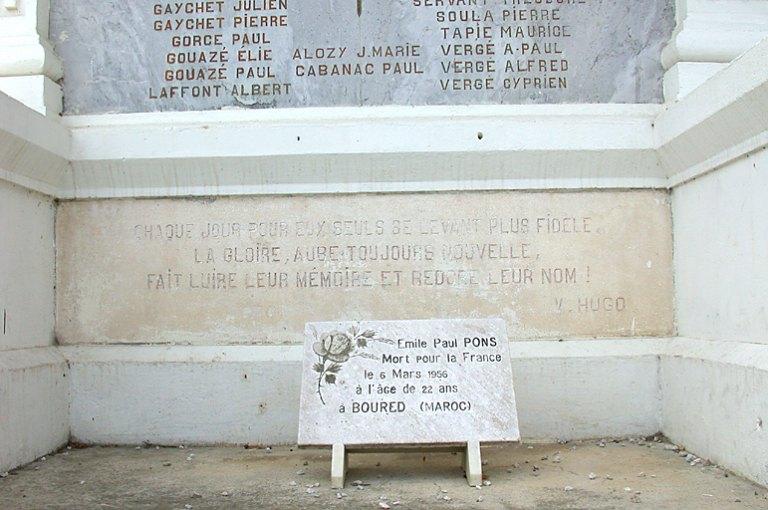 GAYCHET JULIEN
GAYCHET PIERRE
GORCE PAUL
GOUAZÉ ÉLIE
GOUAZÉ PAUL
LAFFONT ALBERT
ALOZY J. MARIE
CABANAC PAUL
SERVANT THÉODORE
SOULA PIERRE
TAPIE MAURICE
VERGÉ A-PAUL
VERGÉ ALFRED
VERGÉ CYPRIEN
CHAQUE JOUR POUR EUX SEULS SE LEVANT PLUS FIDÈLE,
LA GLOIRE, AUBE TOUJOURS NOUVELLE,
FAIT LUIRE LEUR MÉMOIRE ET REDORE LEUR NOM !
V. HUGO
Emile Paul PONS
Mort pour la France
le 6 Mars 1956
à l'âge de 22 ans
à BOURED (MAROC)